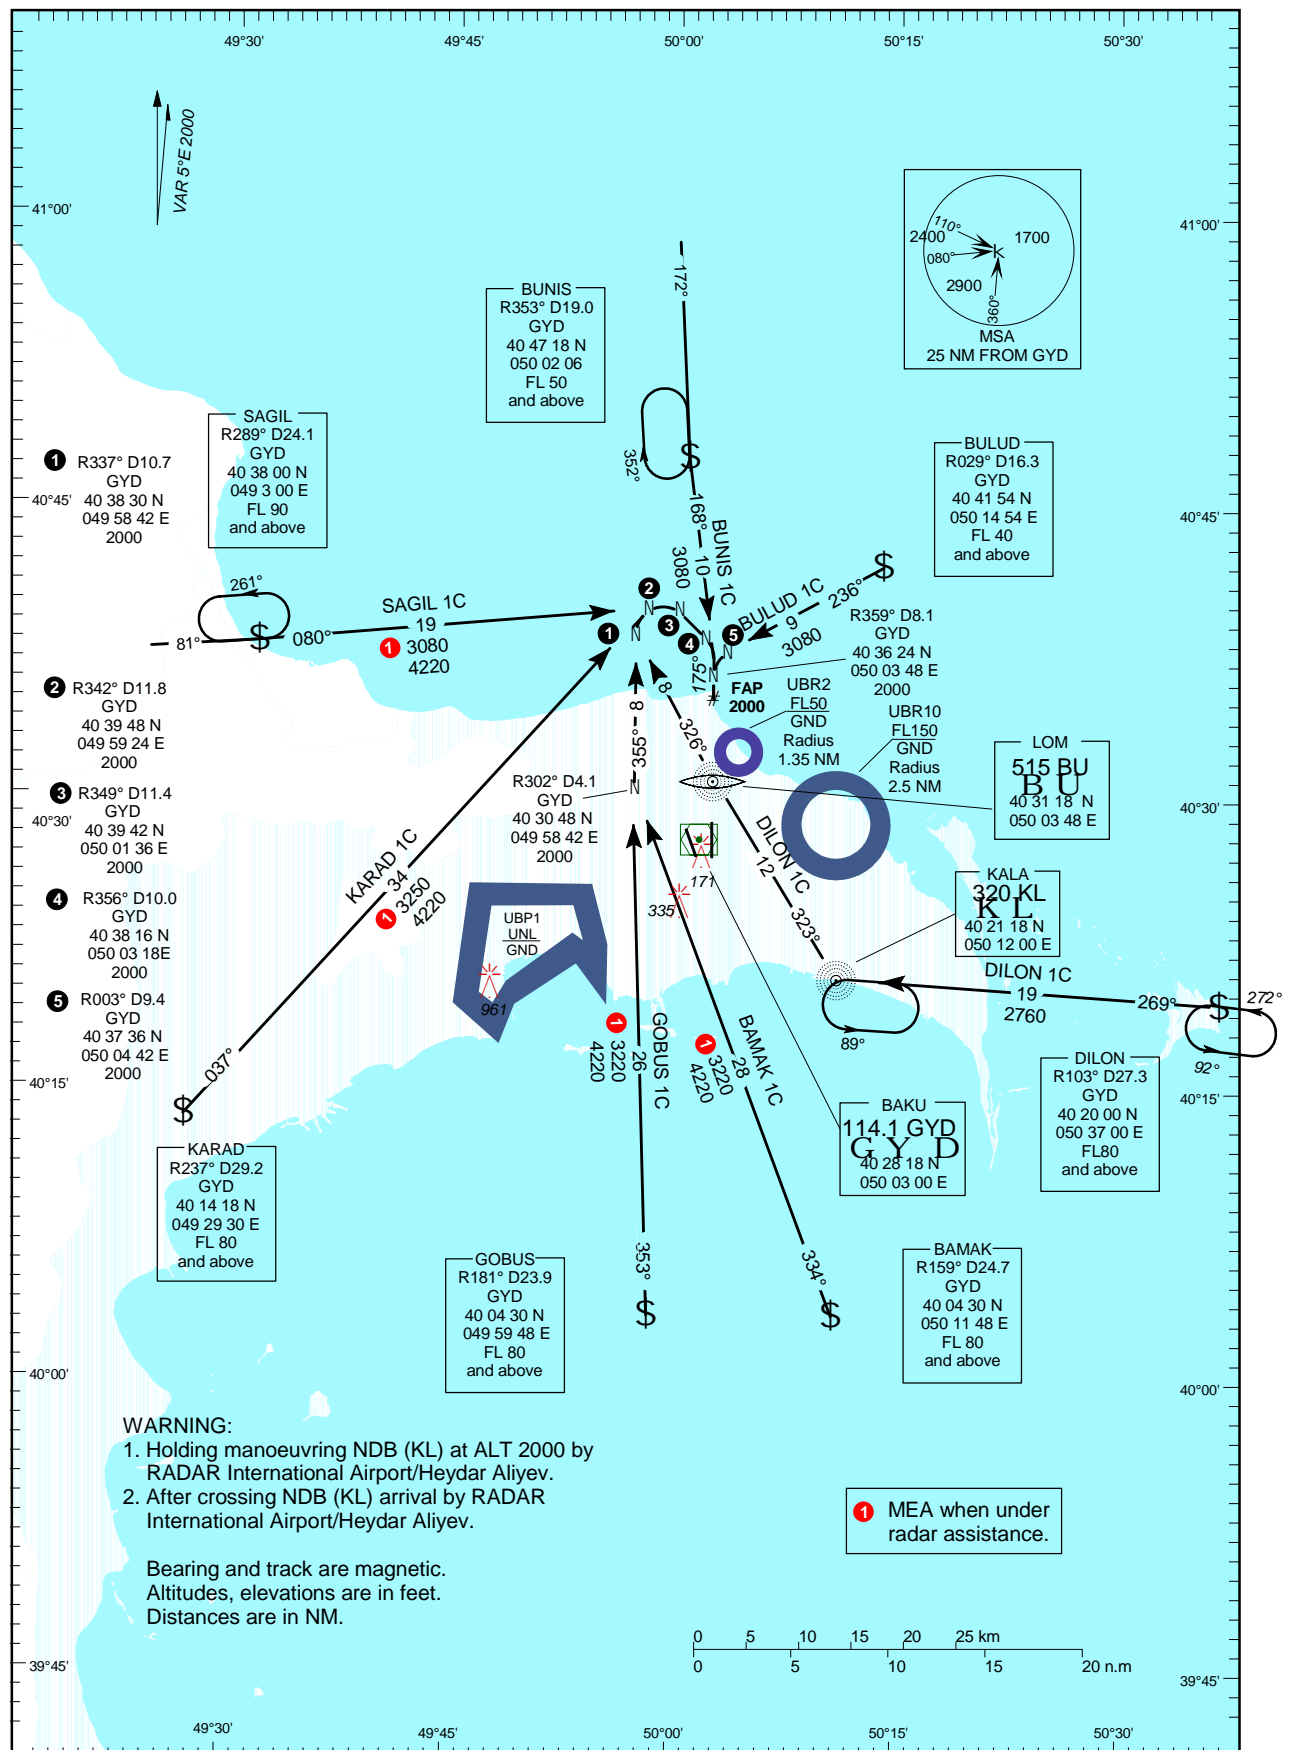 49°30'
49°45'
50°00'
50°15'
50°30'
VAR 5°E 2000
41°00'
41°00'
110°
2400
1700
080°
k
2900
360°
MSA
25 NM FROM GYD
172°
BUNIS
R353° D19.0
GYD
40 47 18 N
050 02 06
FL 50
and above
352°
SAGIL
R289° D24.1
GYD
40 38 00 N
049 3 00 E
FL 90
and above
BULUD
R029° D16.3
GYD
40 41 54 N
050 14 54 E
FL 40
and above
1 R337° D10.7
GYD
40 38 30 N
049 58 42 E
2000
40°45'
40°45'
168°
10
3080
BUNIS 1C
BULUD 1C
236°
9
3080
261°
81°
080°
SAGIL 1C
19
1 3080
4220
2
1
3
4
5
N
N
N
N
N
N
175°
R359° D8.1
GYD
40 36 24 N
050 03 48 E
2000
#
FAP
2000
2 R342° D11.8
GYD
40 39 48 N
049 59 24 E
2000
UBR2
FL50
GND
Radius
1.35 NM
UBR10
FL150
GND
Radius
2.5 NM
8
355°
8
326°
LOM
515 BU
B U
40 31 18 N
050 03 48 E
R302° D4.1
GYD
40 30 48 N
049 58 42 E
2000
N
3 R349° D11.4
GYD
40 39 42 N
050 01 36 E
2000
40°30'
40°30'
KARAD 1C
34
1 3250
4220
037°
DILON 1C
12
323°
171
335
4 R356° D10.0
GYD
40 38 16 N
050 03 18E
2000
KALA
320 KL
K L
40 21 18 N
050 12 00 E
UBP1
UNL
GND
961
5 R003° D9.4
GYD
40 37 36 N
050 04 42 E
2000
DILON 1C
19
2760
269°
272°
92°
89°
$
$
$
$
$
$
$
40°15'
40°15'
1 3220
4220
GOBUS 1C
26
353°
1 3220
4220
BAMAK 1C
28
334°
DILON
R103° D27.3
GYD
40 20 00 N
050 37 00 E
FL80
and above
BAKU
114.1 GYD
G Y D
40 28 18 N
050 03 00 E
KARAD
R237° D29.2
GYD
40 14 18 N
049 29 30 E
FL 80
and above
GOBUS
R181° D23.9
GYD
40 04 30 N
049 59 48 E
FL 80
and above
BAMAK
R159° D24.7
GYD
40 04 30 N
050 11 48 E
FL 80
and above
40°00'
40°00'
WARNING:
1. Holding manoeuvring NDB (KL) at ALT 2000 by
RADAR International Airport/Heydar Aliyev.
2. After crossing NDB (KL) arrival by RADAR
International Airport/Heydar Aliyev.
Bearing and track are magnetic.
Altitudes, elevations are in feet.
Distances are in NM.
1 MEA when under
radar assistance.
0 5 10 15 20 25 km
0 5 10 15 20 n.m
39°45'
39°45'
49°30'
49°45'
50°00'
50°15'
50°30'